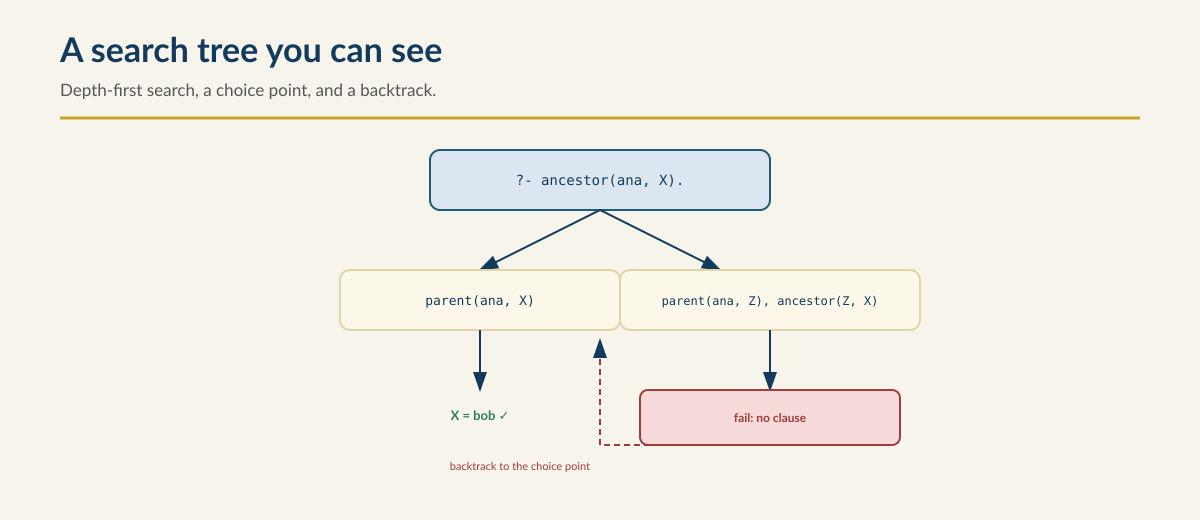 A search tree you can see
Depth-first search, a choice point, and a backtrack.
?- ancestor(ana, X).
parent(ana, X)
parent(ana, Z), ancestor(Z, X)
X = bob ✓
fail: no clause
backtrack to the choice point